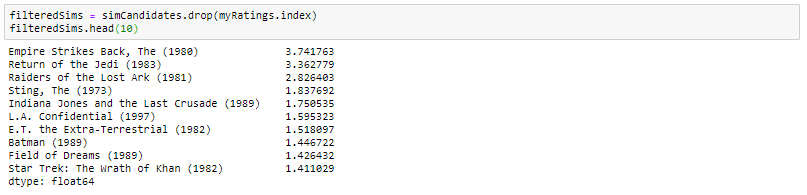 filteredSims = simCandidates.drop(myRatings.index)
filteredSims.head(10)
Empire Strikes Back, The (1980) 3.741763
Return of the Jedi (1983) 3.362779
Raiders of the Lost Ark (1981) 2.826403
Sting, The (1973) 1.837692
Indiana Jones and the Last Crusade (1989) 1.750535
L.A. Confidential (1997) 1.595323
E.T. the Extra-Terrestrial (1982) 1.518097
Batman (1989) 1.446722
Field of Dreams (1989) 1.426432
Star Trek: The Wrath of Khan (1982) 1.411029
dtype: float64